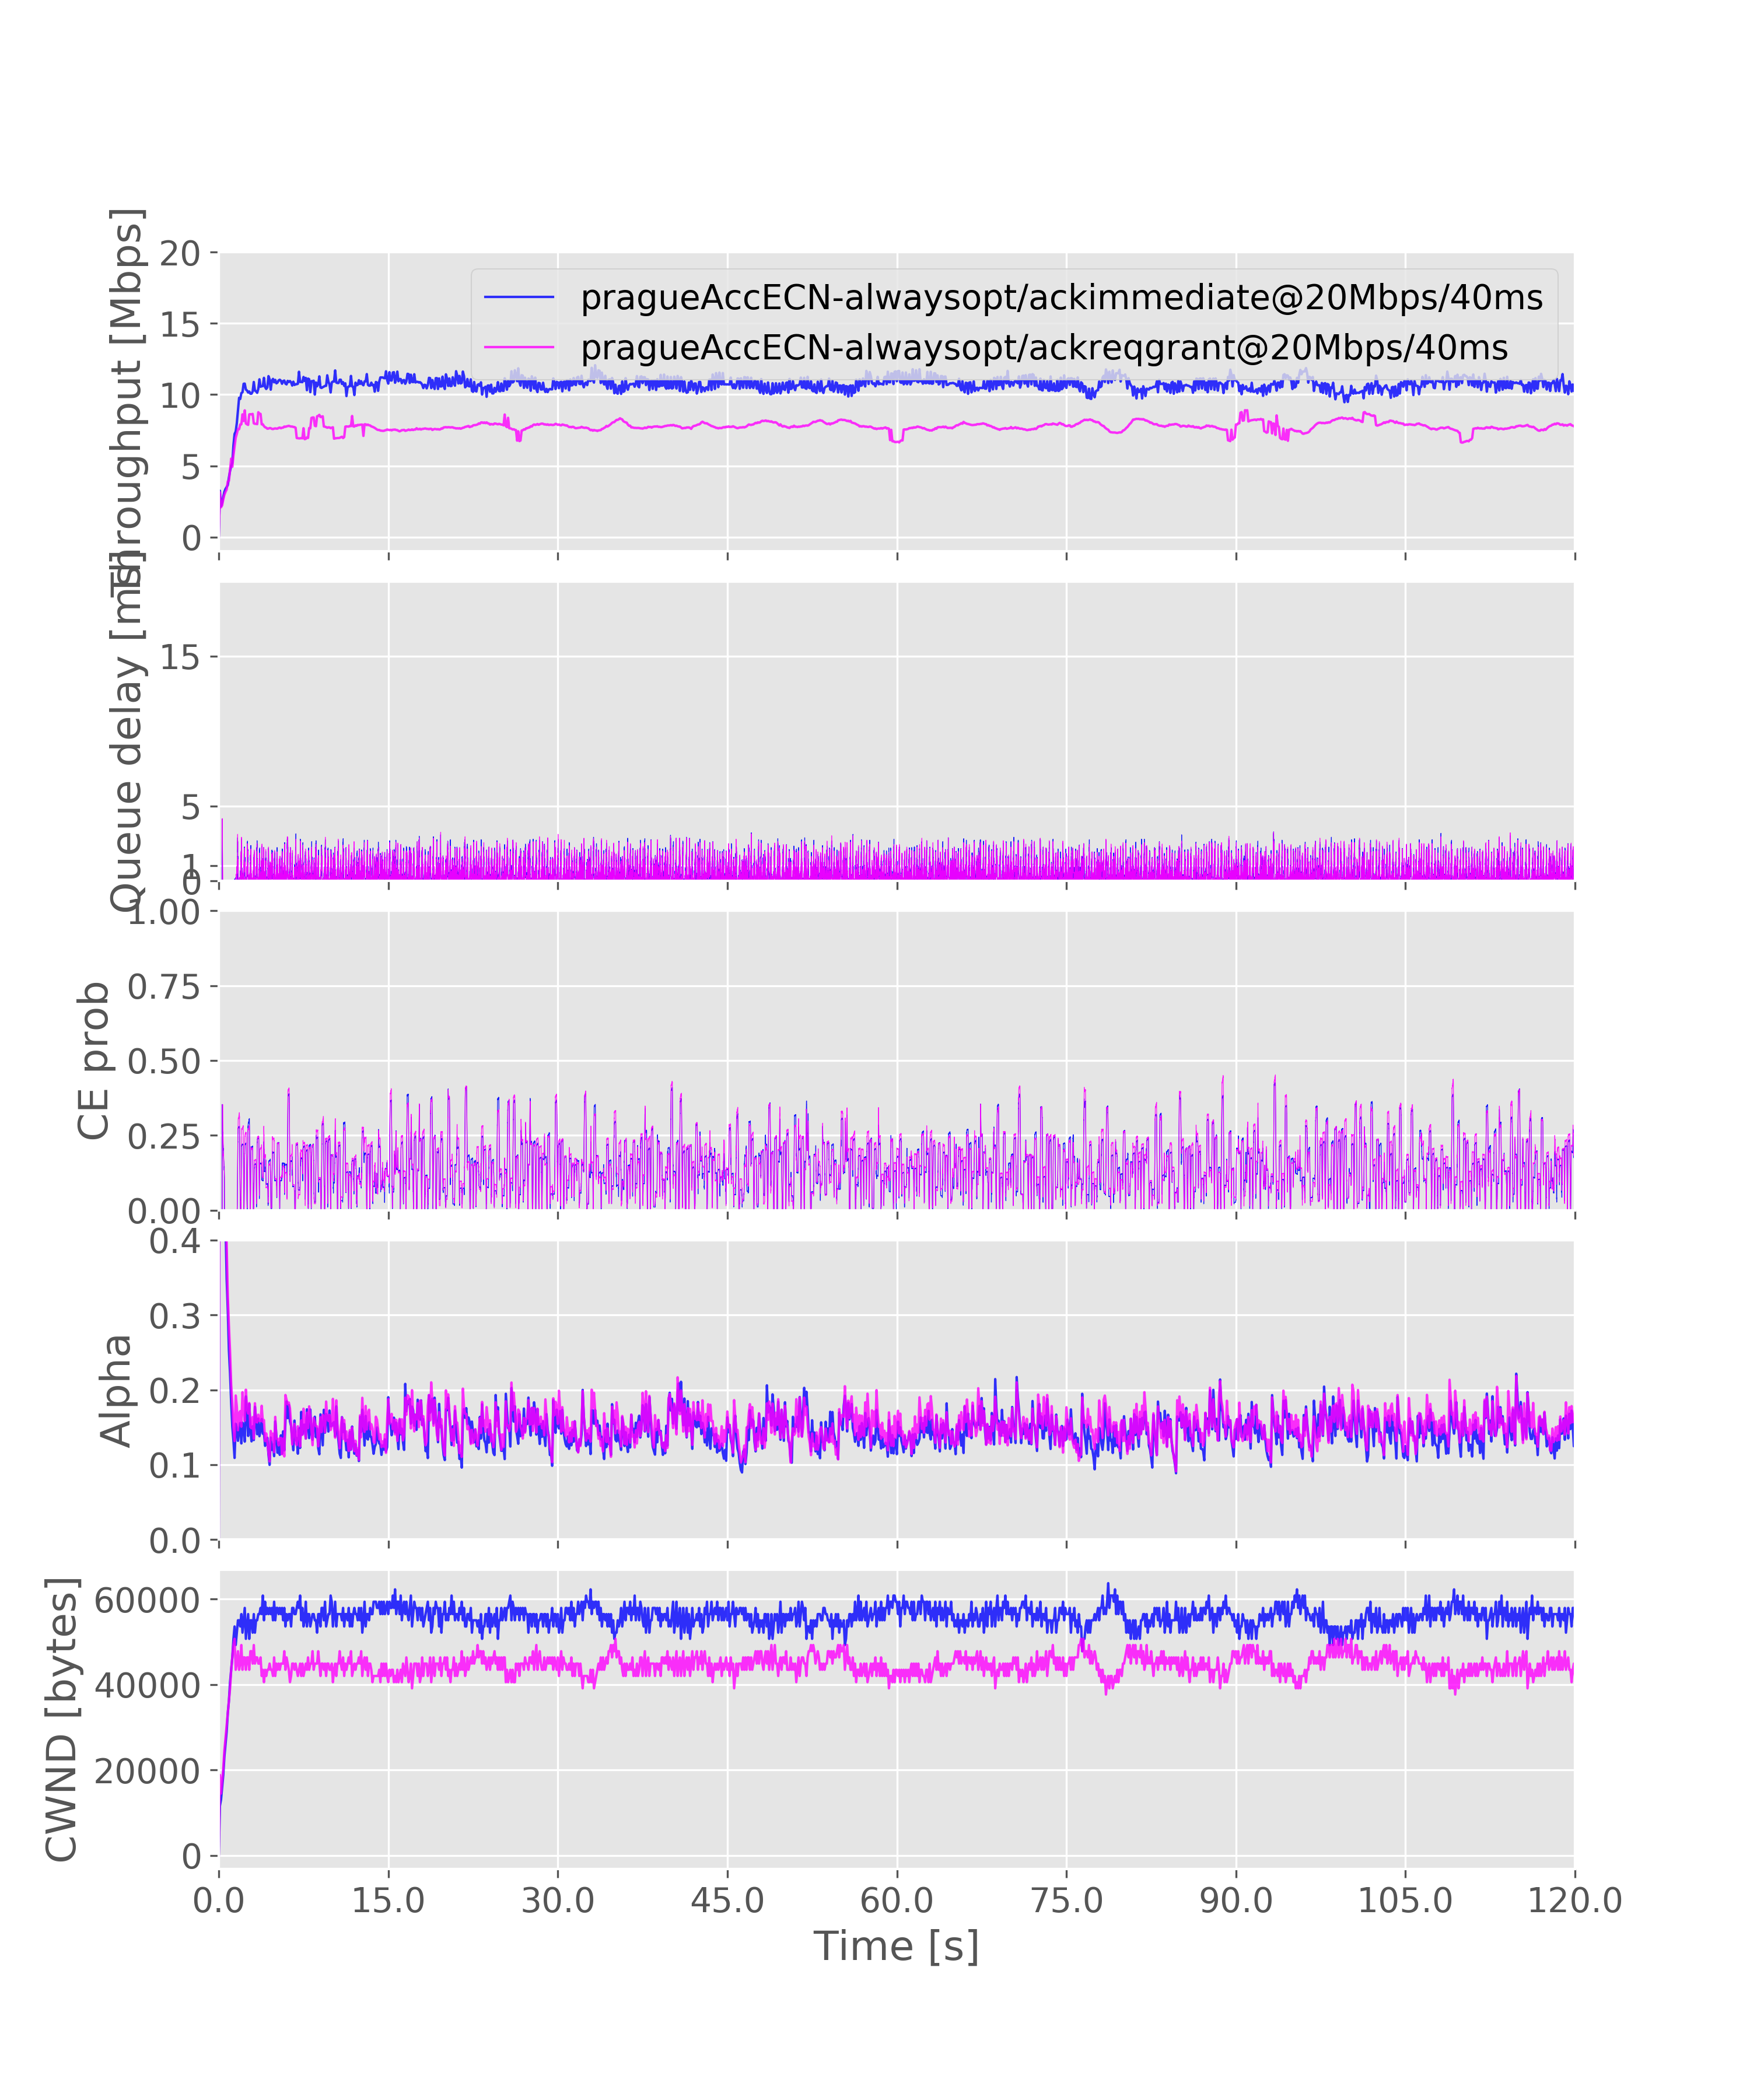 Throughput [Mbps]
20
15
10
5
0
pragueAccECN-alwaysopt/ackimmediate@20Mbps/40ms
pragueAccECN-alwaysopt/ackreqgrant@20Mbps/40ms
Queue delay [ms]
15
5
1
0
CE prob
1.00
0.75
0.50
0.25
0.00
Alpha
0.4
0.3
0.2
0.1
0.0
CWND [bytes]
60000
40000
20000
0
0.0 15.0 30.0 45.0 60.0 75.0 90.0 105.0 120.0
Time [s]